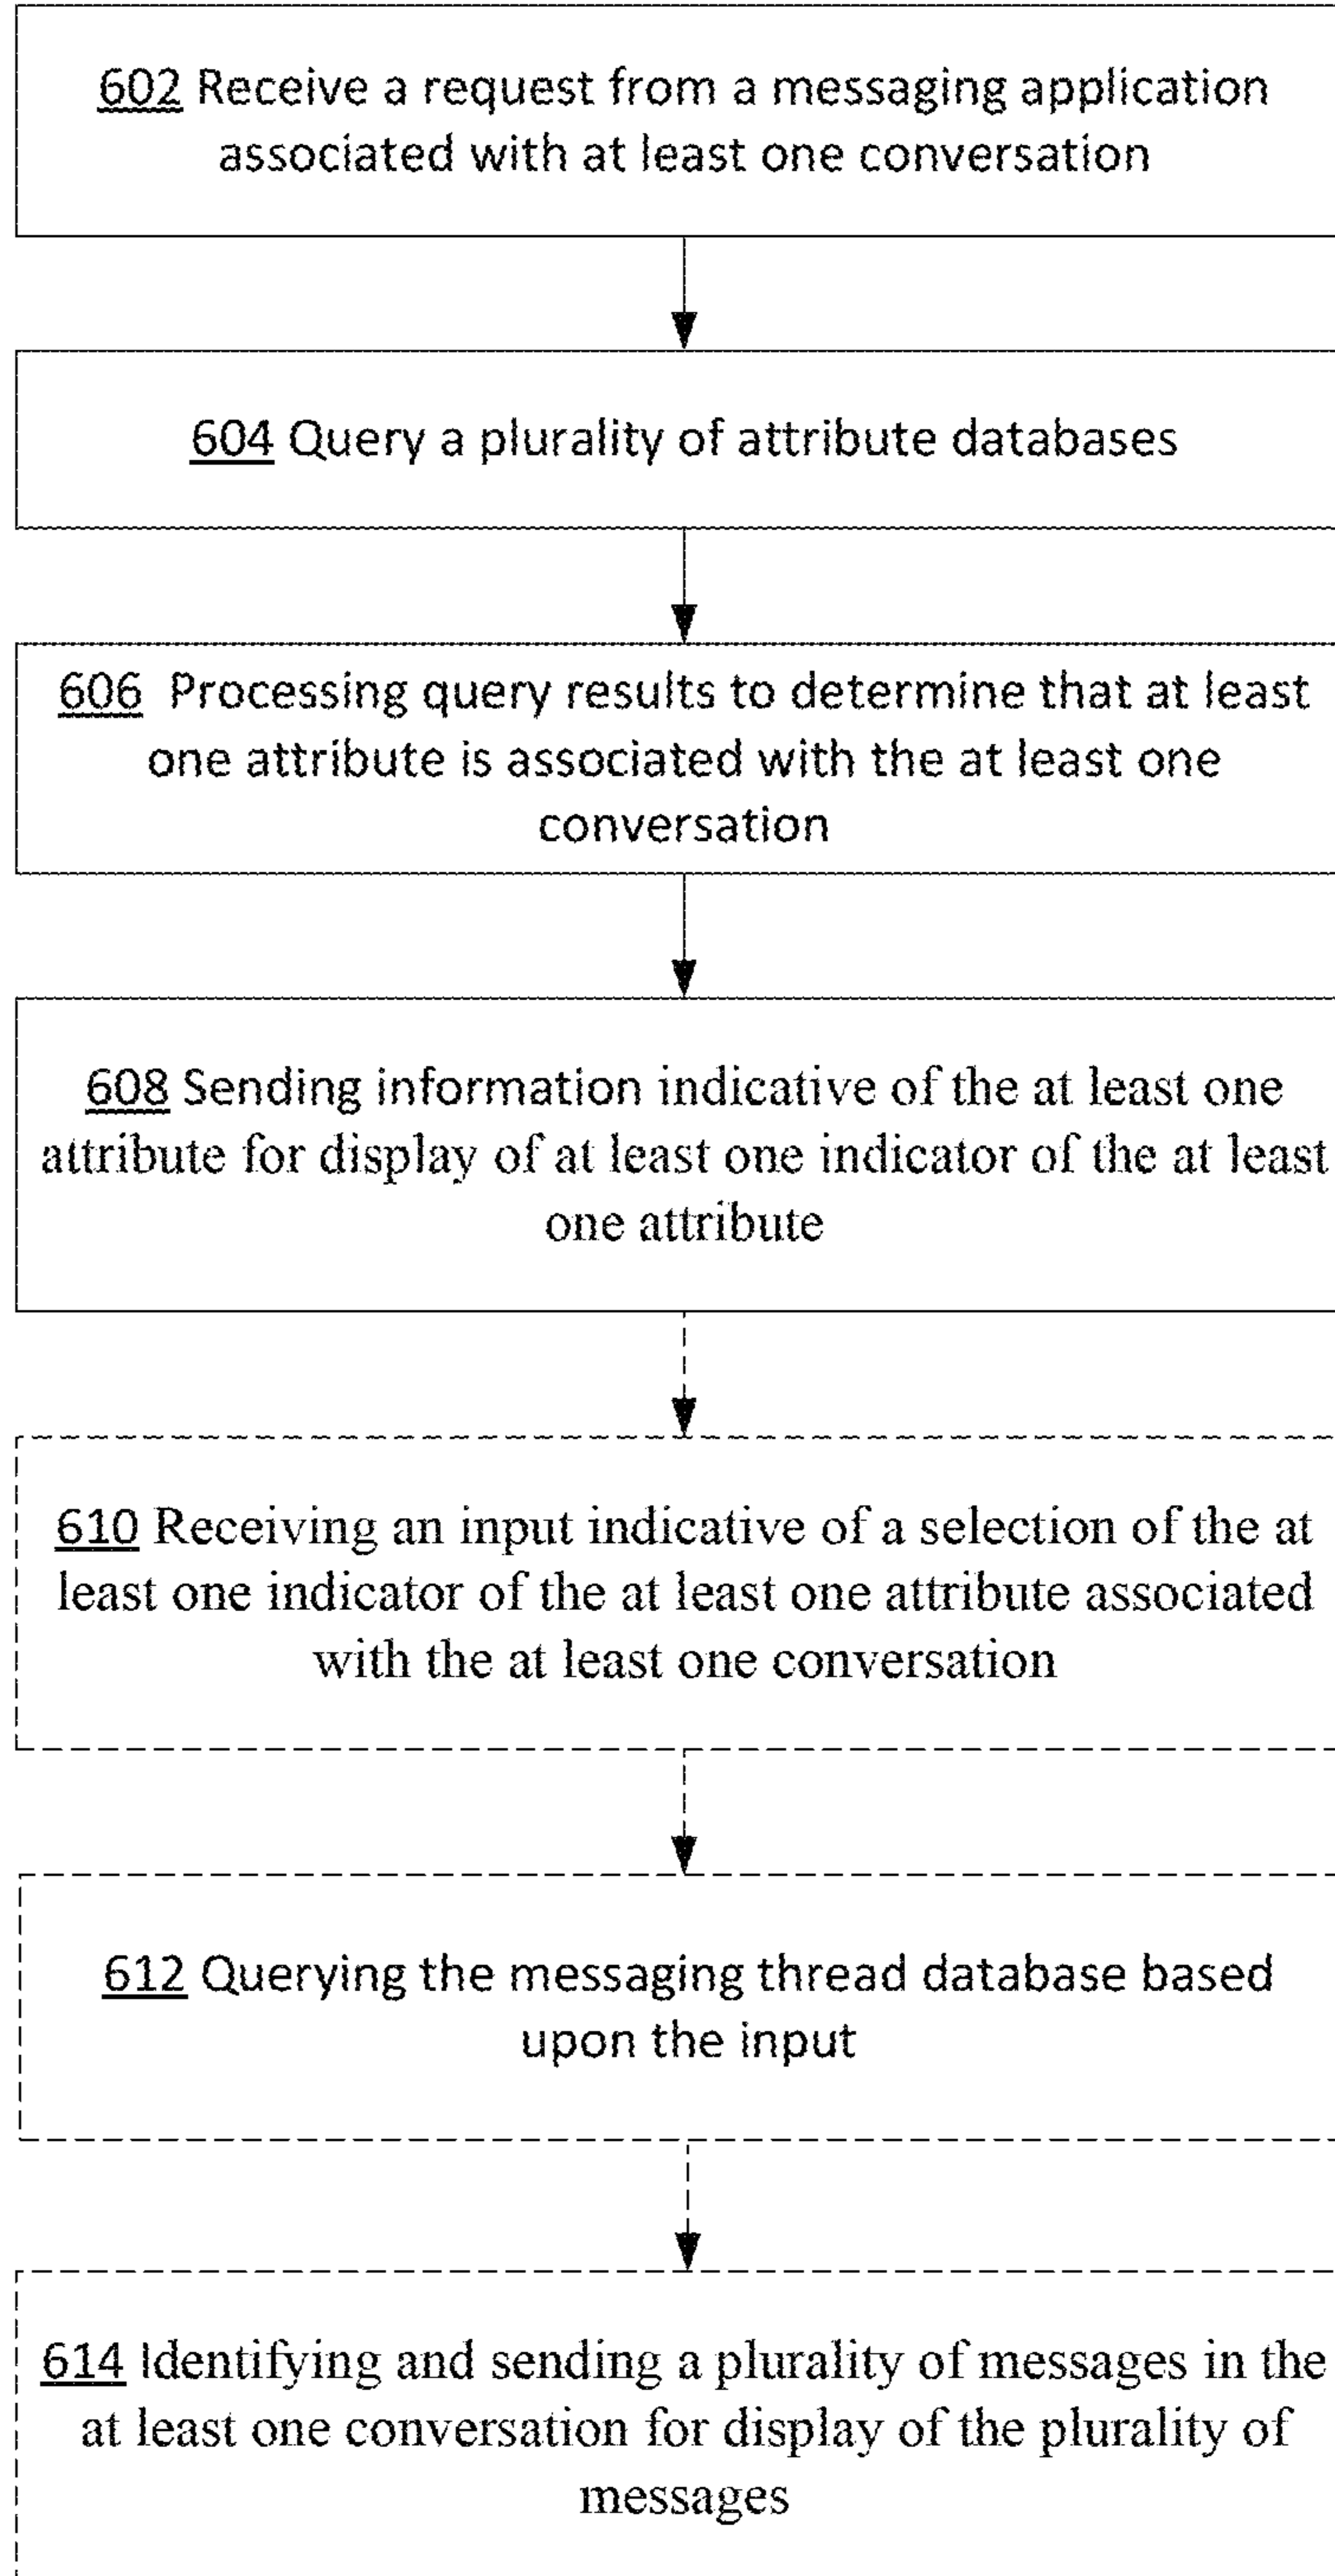 602 Receive a request from a messaging application
associated with at least one conversation
604 Query a plurality of attribute databases
606 Processing query results to determine that at least
one attribute is associated with the at least one
conversation
608 Sending information indicative of the at least one
attribute for display of at least one indicator of the at least
one attribute
610 Receiving an input indicative of a selection of the at
least one indicator of the at least one attribute associated
with the at least one conversation
612 Querying the messaging thread database based
upon the input
614 Identifying and sending a plurality of messages in the
at least one conversation for display of the plurality of
messages